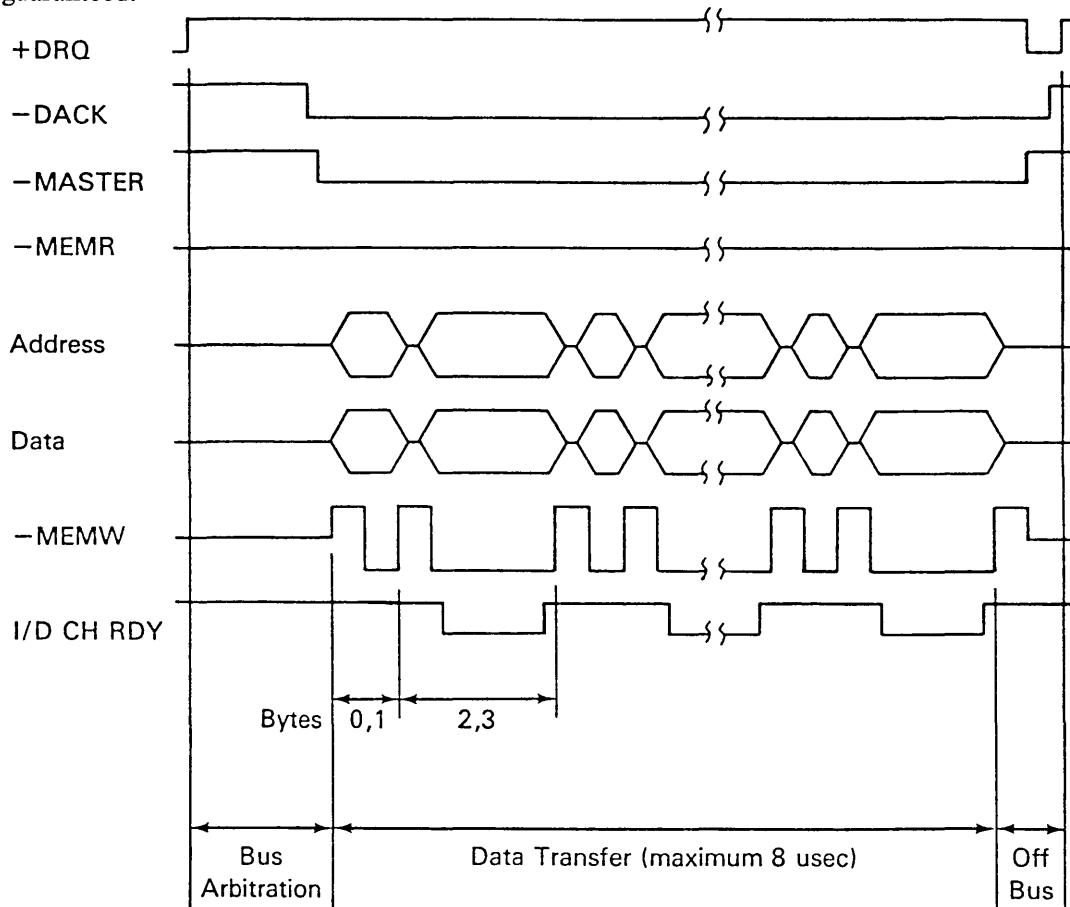 guaranteed.
+DRQ
−DACK
−MASTER
−MEMR
Address
Data
−MEMW
I/D CH RDY
Bytes 0,1 2,3
Bus Arbitration
Data Transfer (maximum 8 usec)
Off Bus